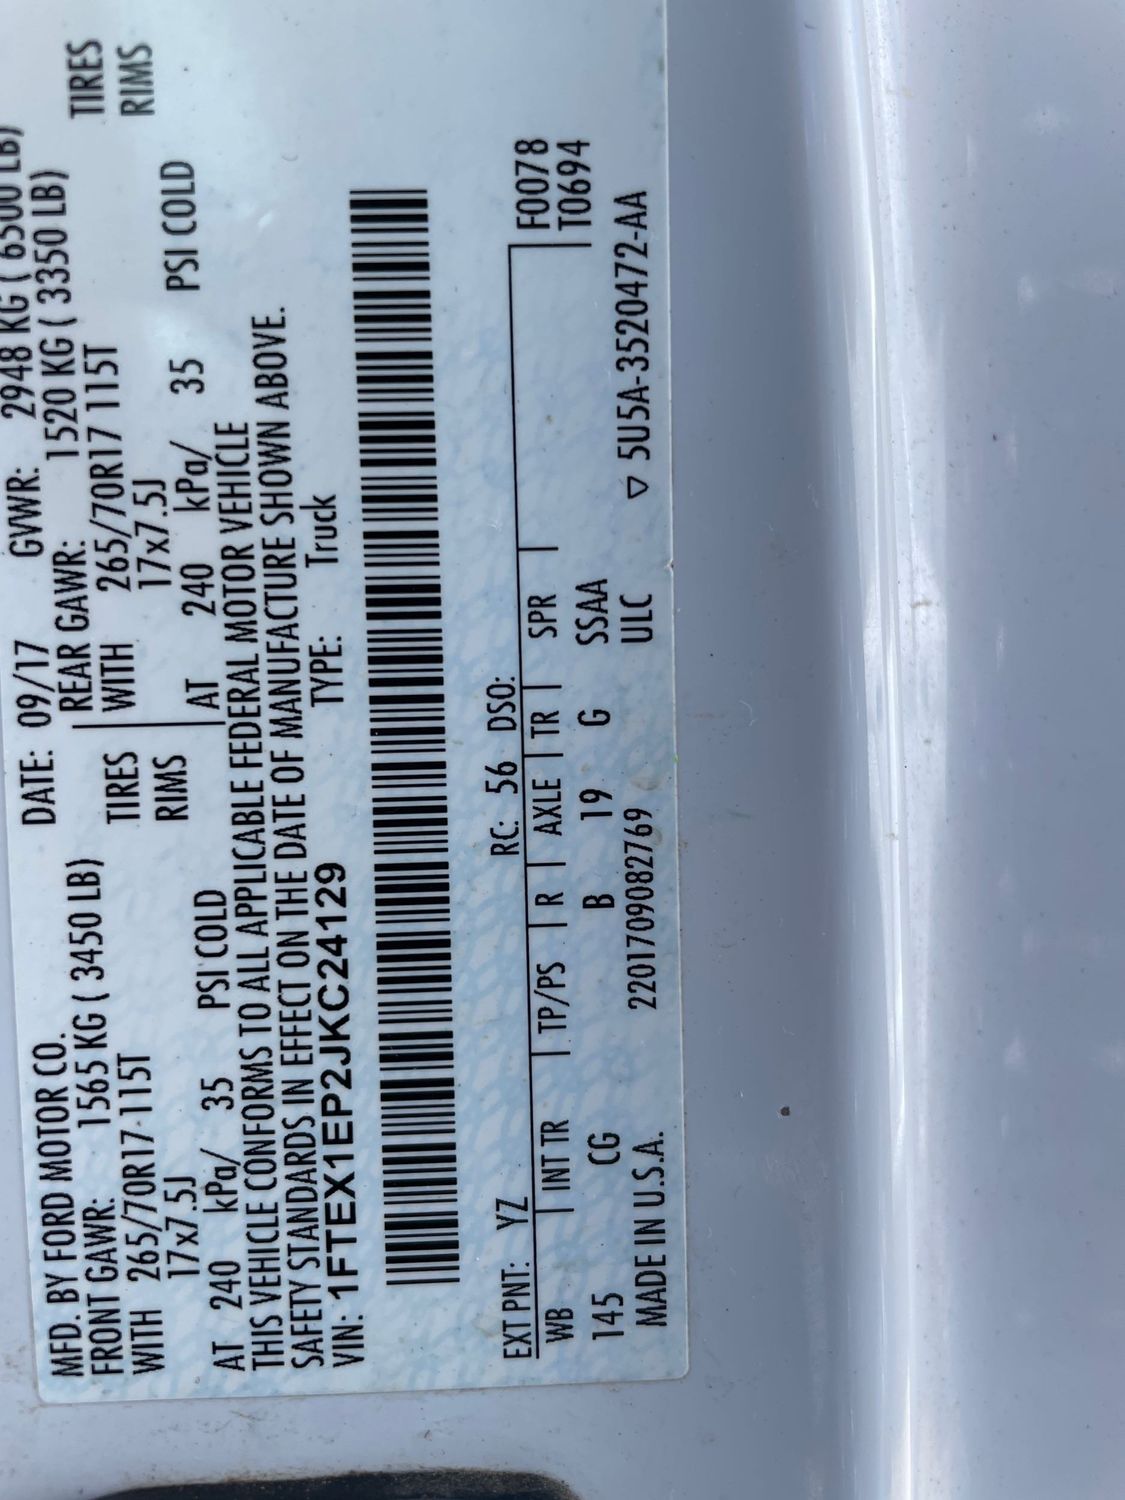 MFD. BY FORD MOTOR CO. DATE: 09/17 GVWR: 2948 KG ( 6500 LB)
FRONT GAWR: 1565 KG ( 3450 LB) REAR GAWR: 1520 KG ( 3350 LB)
WITH 265/70R17 115T TIRES WITH 265/70R17 115T TIRES
17x7.5J RIMS 17x7.5J RIMS
AT 240 kPa/ 35 PSI COLD AT 240 kPa/ 35 PSI COLD
THIS VEHICLE CONFORMS TO ALL APPLICABLE FEDERAL MOTOR VEHICLE
SAFETY STANDARDS IN EFFECT ON THE DATE OF MANUFACTURE SHOWN ABOVE.
VIN: 1FTEX1EP2JKC24129 TYPE: Truck
EXT PNT: YZ RC: 56 DSO: F0078
WB INT TR TP/PS R AXLE TR SPR T0694
145 CG B 19 G SSAA
MADE IN U.S.A. 2201709082769 ULC ▽ 5U5A-3520472-AA